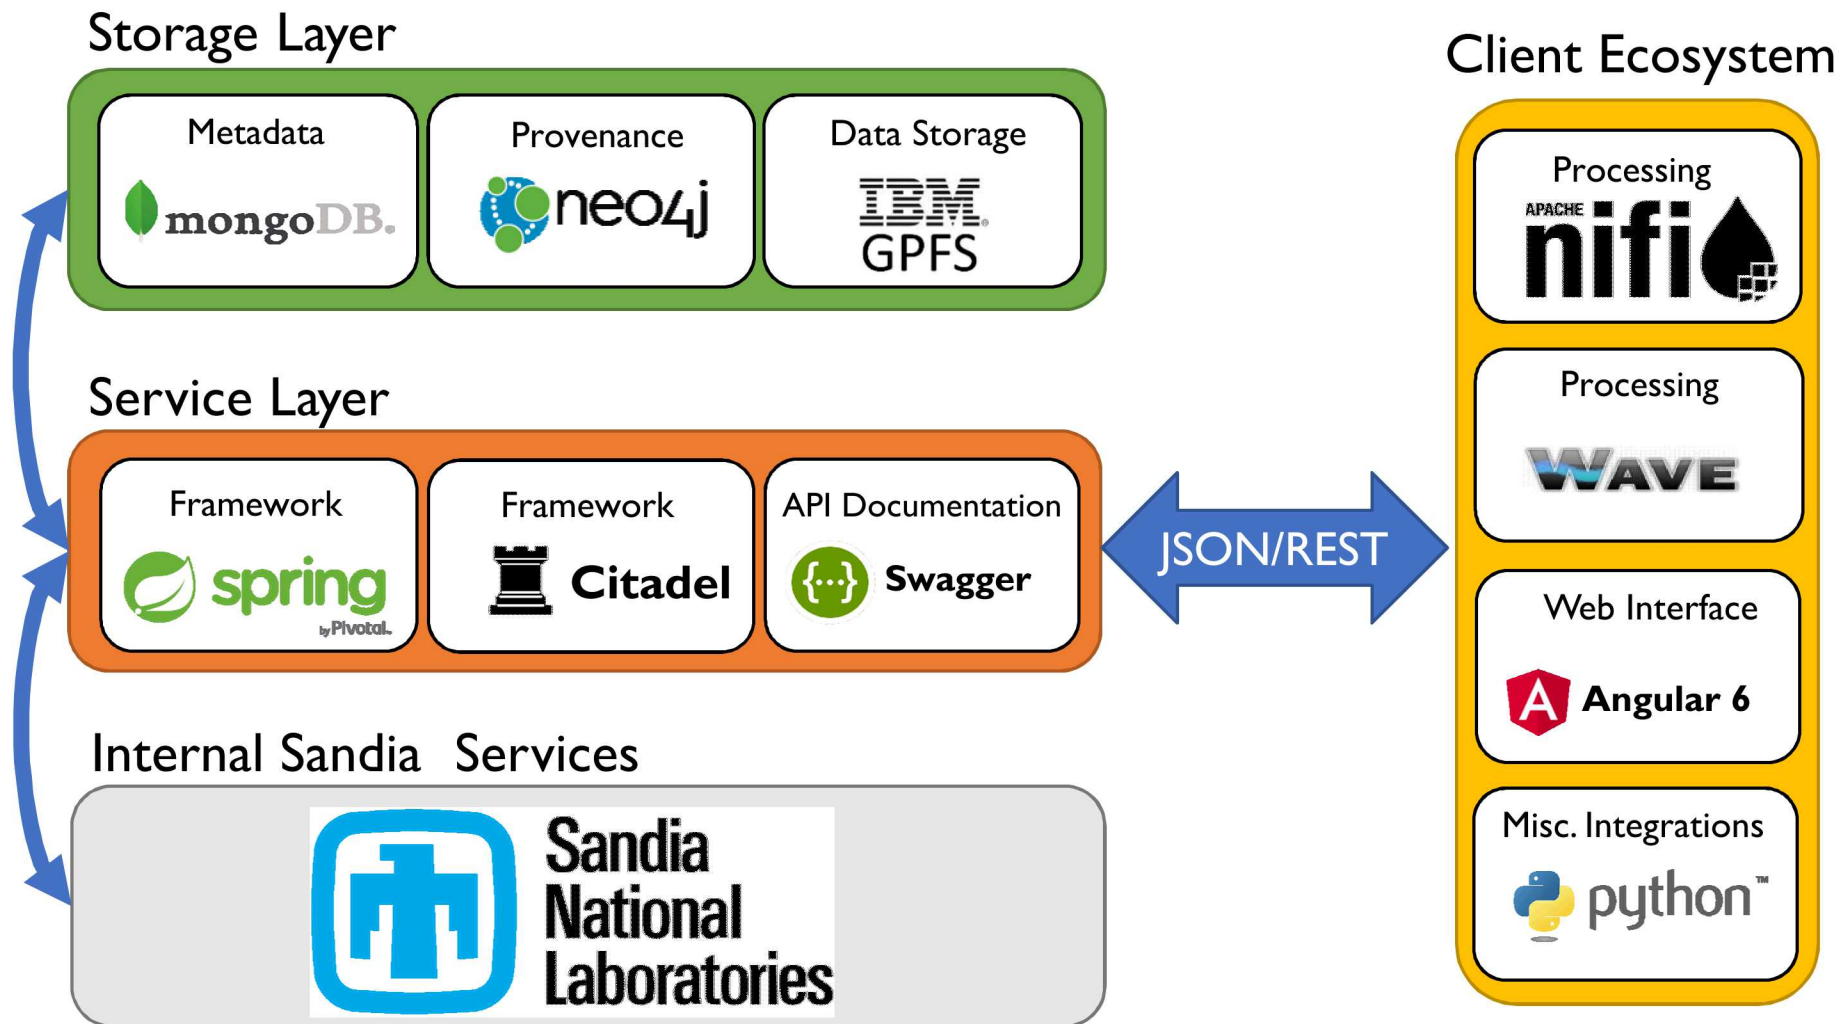 Storage Layer
Metadata
mongoDB.
Provenance
neo4j
Data Storage
IBM®
GPFS
Service Layer
Framework
spring
by Pivotal™
Framework
Citadel
API Documentation
{···} Swagger
Internal Sandia Services
Sandia
National
Laboratories
JSON/REST
Client Ecosystem
Processing
APACHE
nifi
Processing
WAVE
Web Interface
A Angular 6
Misc. Integrations
python™